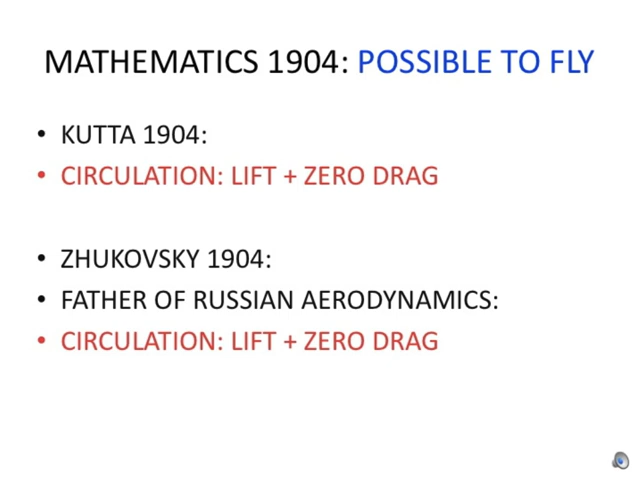 MATHEMATICS 1904: POSSIBLE TO FLY
• KUTTA 1904:
• CIRCULATION: LIFT + ZERO DRAG
• ZHUKOVSKY 1904:
• FATHER OF RUSSIAN AERODYNAMICS:
• CIRCULATION: LIFT + ZERO DRAG